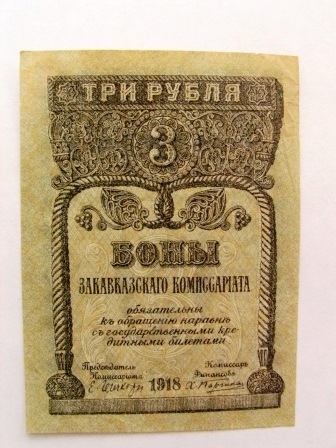 ТРИ РУБЛЯ
3
БОНЫ
ЗАКАВКАЗСКАГО КОМИССАРІАТА
обязательны
къ обращенію наравнѣ
съ государственными кре-
дитными билетами
Предсѣдатель Комиссаръ
Комиссаріата Финансовъ
1918